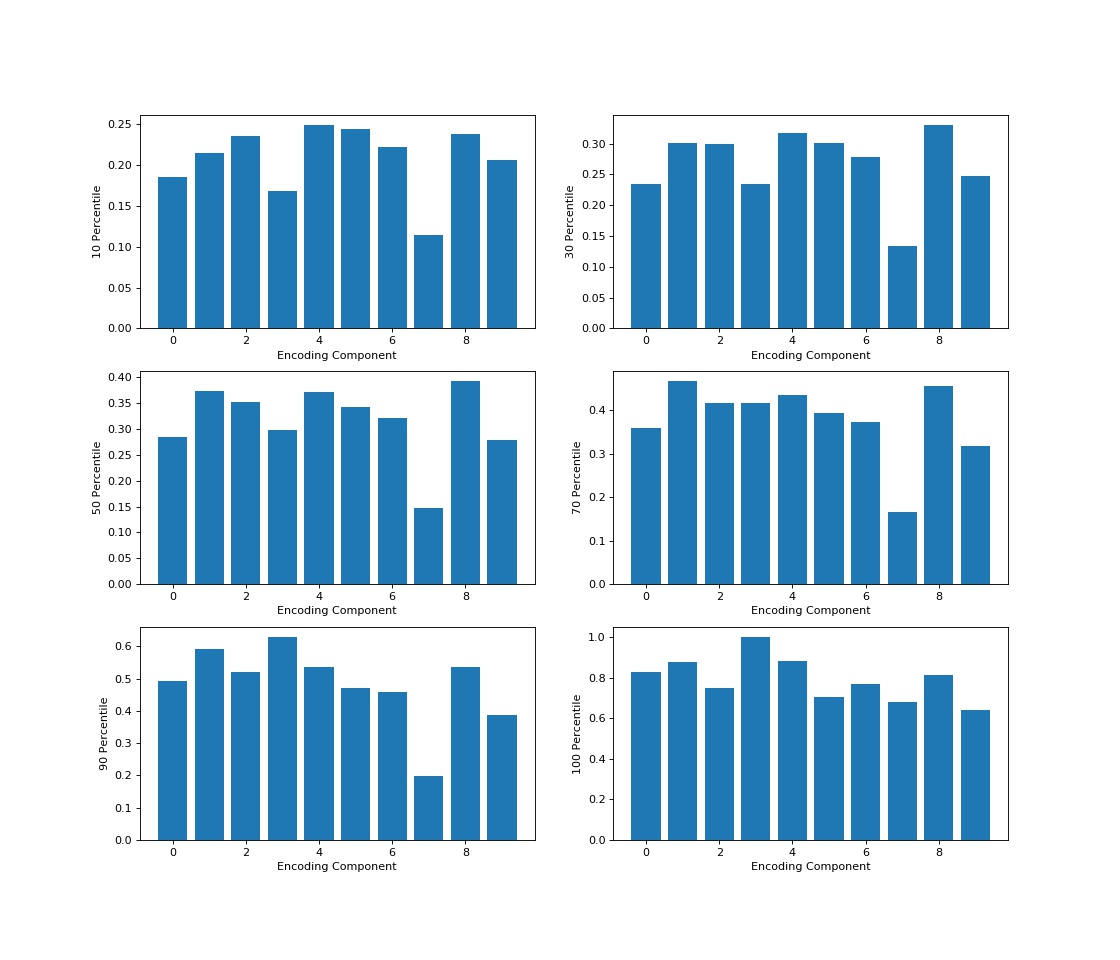 0.25
0.20
0.15
0.10
0.05
0.00
10 Percentile
0 2 4 6 8
Encoding Component
0.30
0.25
0.20
0.15
0.10
0.05
0.00
30 Percentile
0 2 4 6 8
Encoding Component
0.40
0.35
0.30
0.25
0.20
0.15
0.10
0.05
0.00
50 Percentile
0 2 4 6 8
Encoding Component
0.4
0.3
0.2
0.1
0.0
70 Percentile
0 2 4 6 8
Encoding Component
0.6
0.5
0.4
0.3
0.2
0.1
0.0
90 Percentile
0 2 4 6 8
Encoding Component
1.0
0.8
0.6
0.4
0.2
0.0
100 Percentile
0 2 4 6 8
Encoding Component